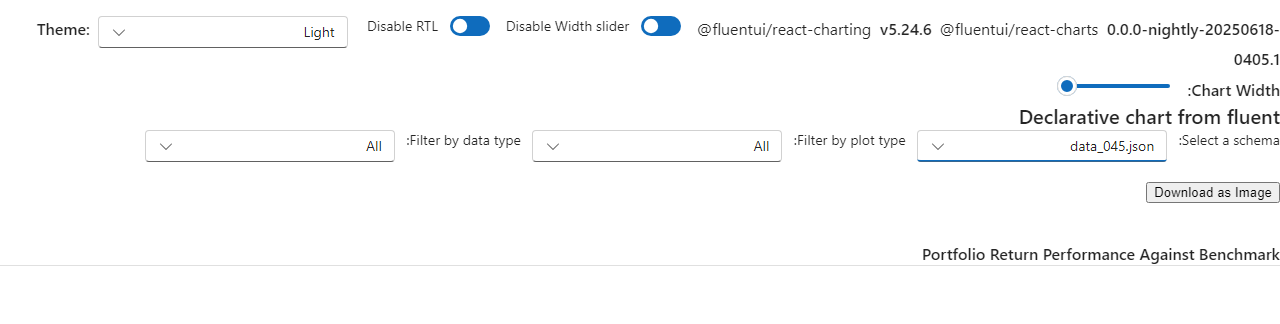 Theme: Light Disable RTL Disable Width slider @fluentui/react-charting v5.24.6 @fluentui/react-charts 0.0.0-nightly-20250618-
0405.1
:Chart Width
Declarative chart from fluent
:Select a schema data_045.json :Filter by plot type All :Filter by data type All
Download as Image
Portfolio Return Performance Against Benchmark